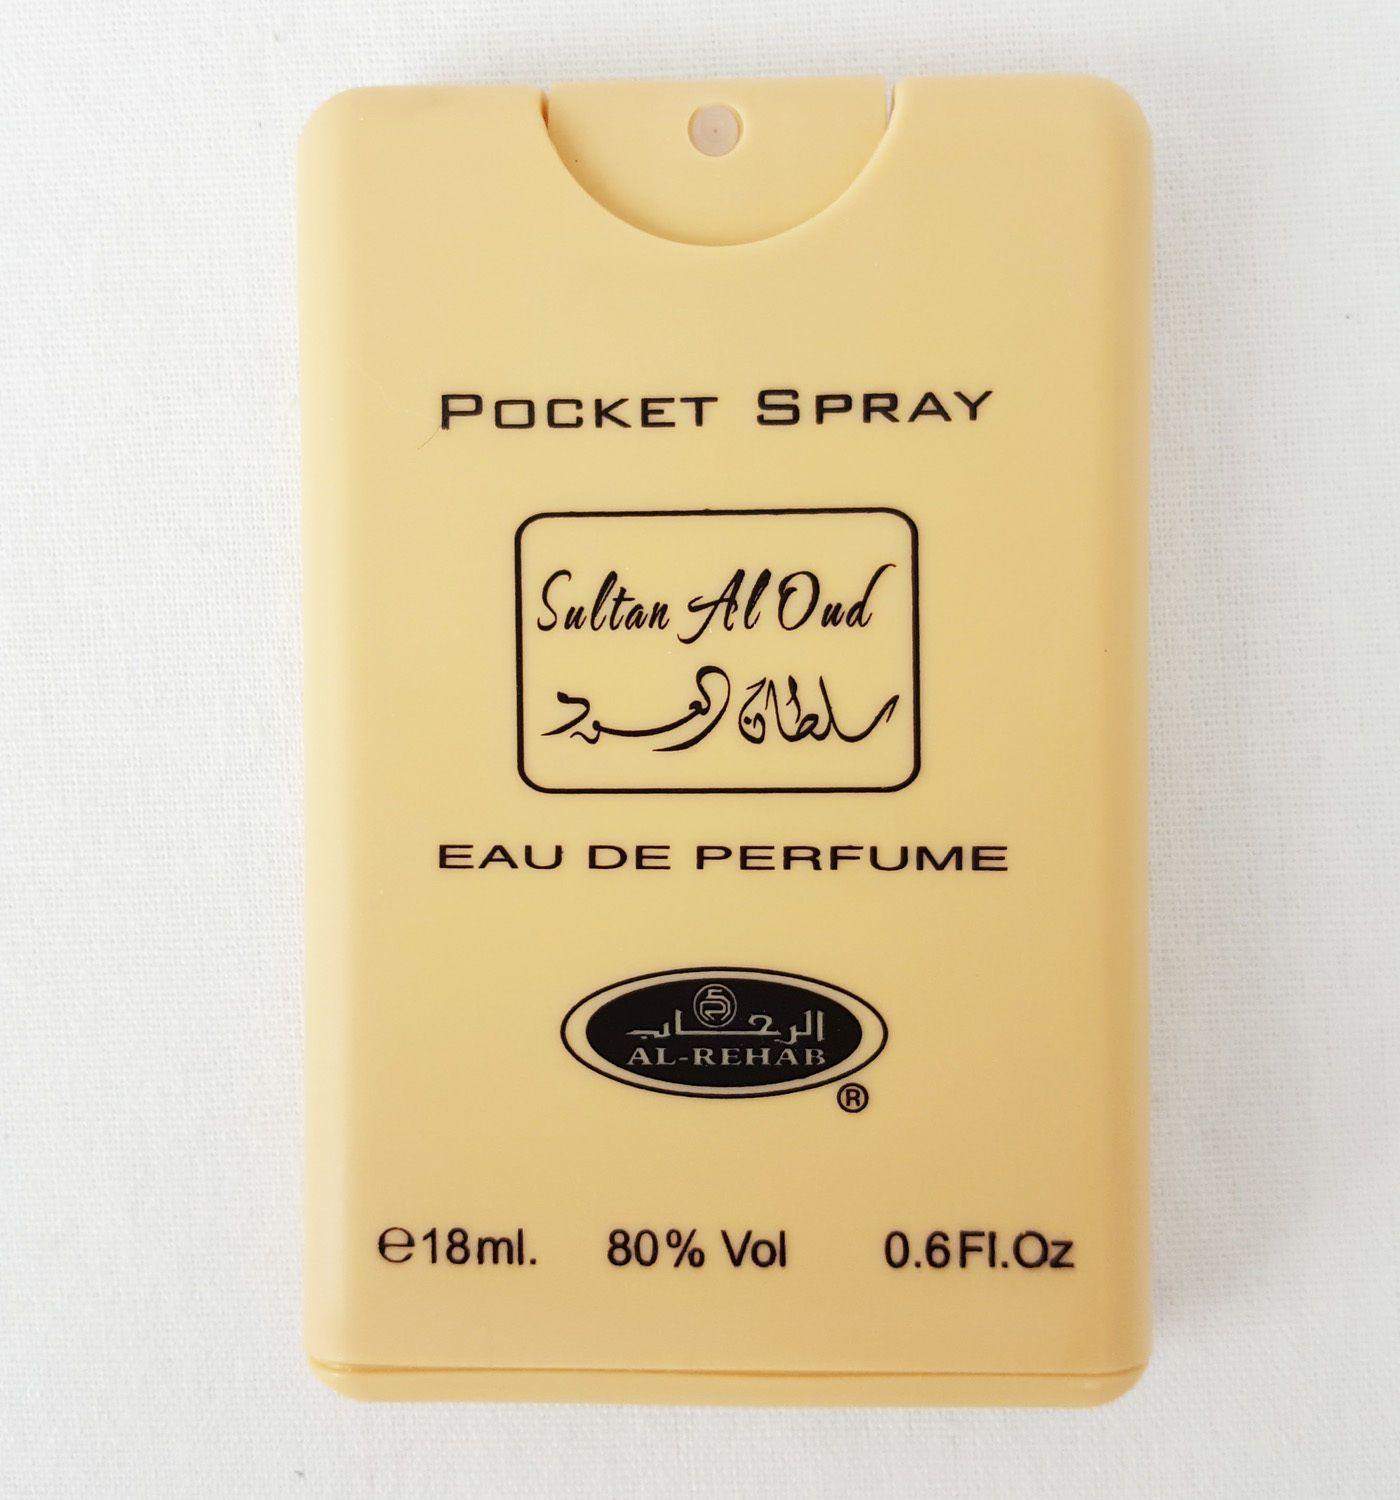 POCKET SPRAY
Sultan Al Oud
سلطان العود
EAU DE PERFUME
الرحاب
AL-REHAB
®
℮18ml. 80% Vol 0.6Fl.Oz